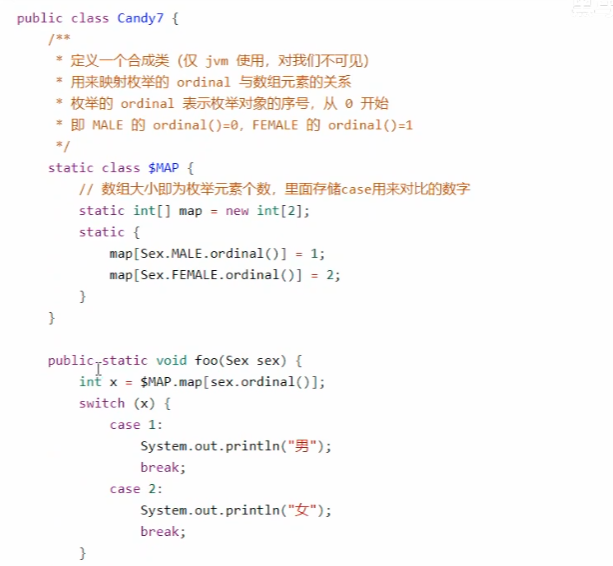 public class Candy7 {
/**
* 定义一个合成类（仅 jvm 使用，对我们不可见）
* 用来映射枚举的 ordinal 与数组元素的关系
* 枚举的 ordinal 表示枚举对象的序号，从 0 开始
* 即 MALE 的 ordinal()=0，FEMALE 的 ordinal()=1
*/
static class $MAP {
// 数组大小即为枚举元素个数，里面存储case用来对比的数字
static int[] map = new int[2];
static {
map[Sex.MALE.ordinal()] = 1;
map[Sex.FEMALE.ordinal()] = 2;
}
}
public static void foo(Sex sex) {
int x = $MAP.map[sex.ordinal()];
switch (x) {
case 1:
System.out.println("男");
break;
case 2:
System.out.println("女");
break;
}